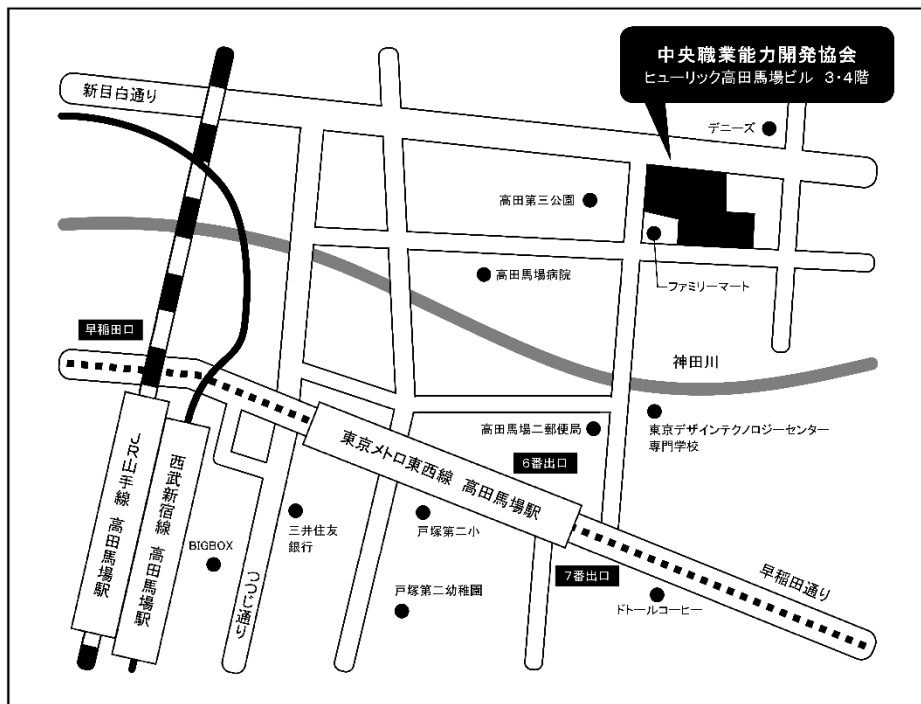 中央職業能力開発協会
ヒューリック高田馬場ビル 3・4階
新目白通り
デニーズ
高田第三公園
高田馬場病院
ファミリーマート
早稲田口
神田川
高田馬場二郵便局
東京デザインテクノロジーセンター
専門学校
東京メトロ東西線 高田馬場駅
6番出口
JR山手線 高田馬場駅
西武新宿線 高田馬場駅
BIGBOX
三井住友
銀行
戸塚第二小
つつじ通り
戸塚第二幼稚園
7番出口
ドトールコーヒー
早稲田通り